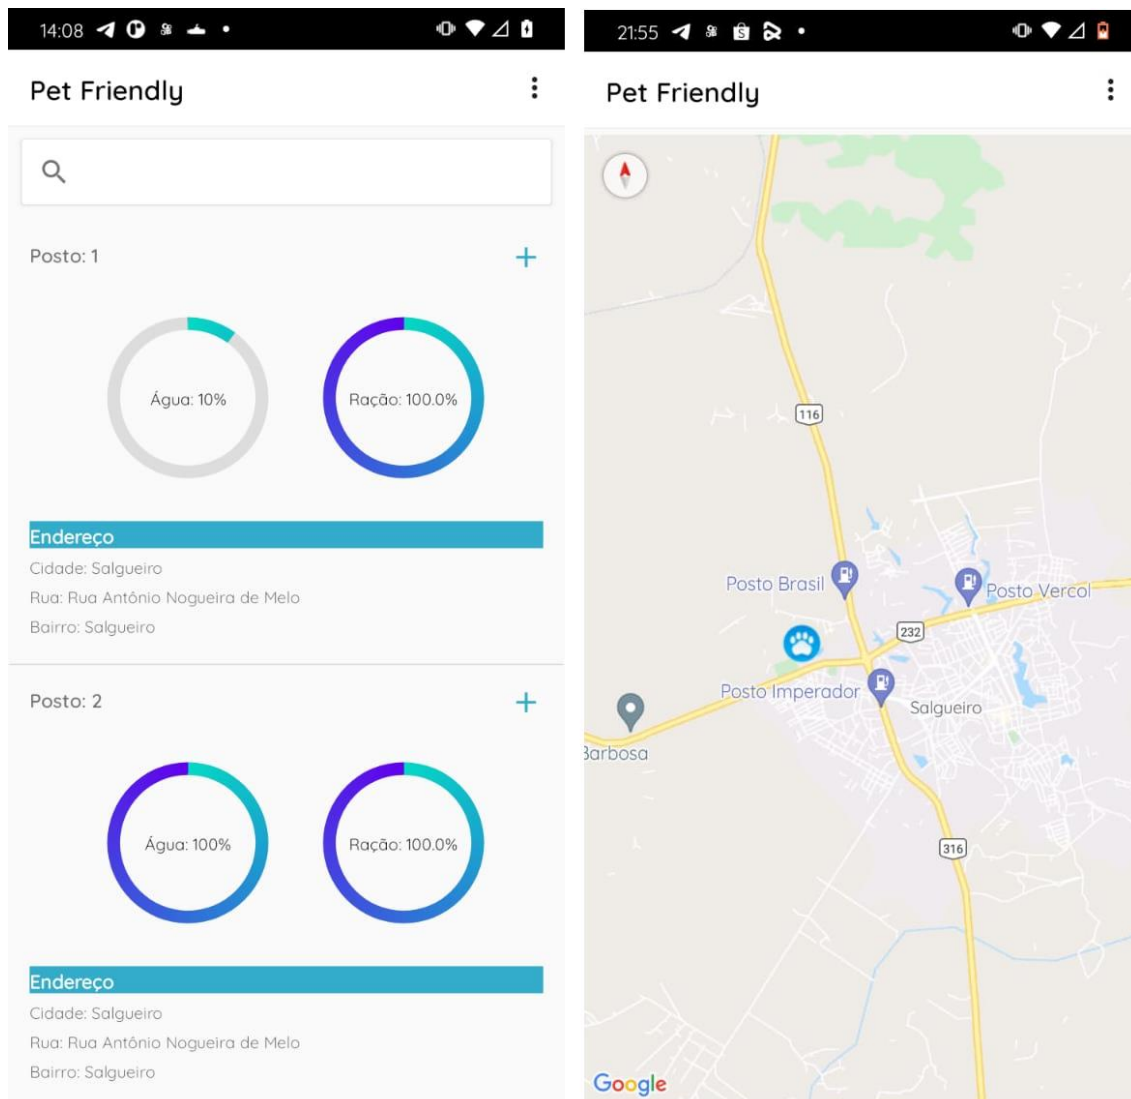 14:08
Pet Friendly
Posto: 1
Água: 10%
Ração: 100.0%
Endereço
Cidade: Salgueiro
Rua: Rua Antônio Nogueira de Melo
Bairro: Salgueiro
Posto: 2
Água: 100%
Ração: 100.0%
Endereço
Cidade: Salgueiro
Rua: Rua Antônio Nogueira de Melo
Bairro: Salgueiro
21:55
Pet Friendly
116
Posto Brasil
Posto Vercol
232
Posto Imperador
Salgueiro
Barbosa
316
Google